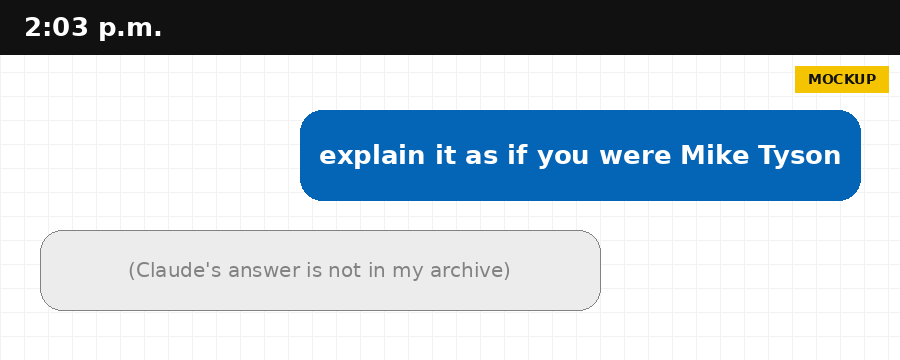 2:03 p.m.
MOCKUP
explain it as if you were Mike Tyson
(Claude's answer is not in my archive)